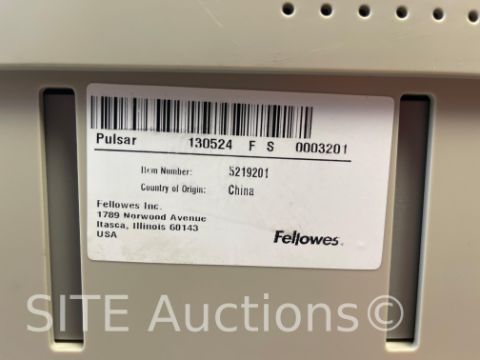 Pulsar 130524 F S 0003201
Item Number: 5219201
Country of Origin: China
Fellowes Inc.
1789 Norwood Avenue
Itasca, Illinois 60143
USA
Fellowes
SITE Auctions©